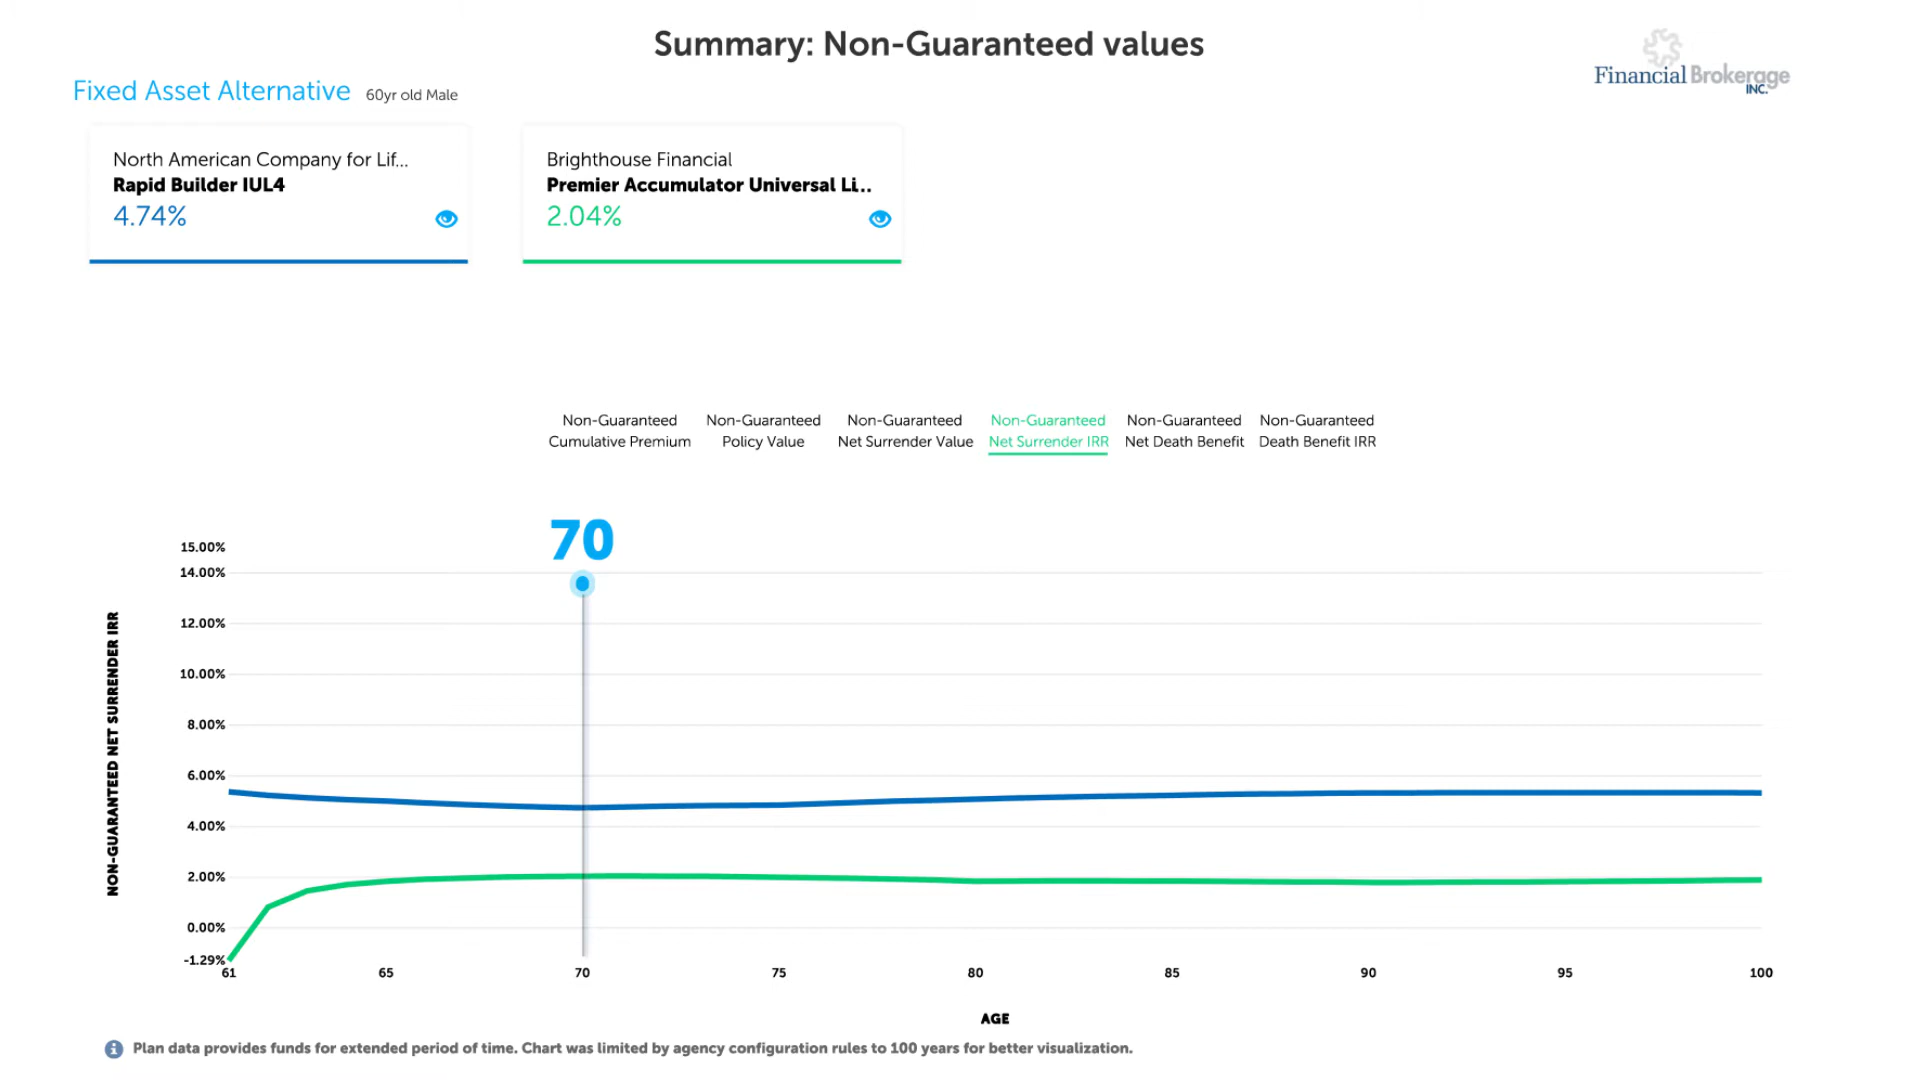 Summary: Non-Guaranteed values
Financial Brokerage
INC.
Fixed Asset Alternative 60yr old Male
North American Company for Lif...
Rapid Builder IUL4
4.74%
Brighthouse Financial
Premier Accumulator Universal Li...
2.04%
Non-Guaranteed
Cumulative Premium
Non-Guaranteed
Policy Value
Non-Guaranteed
Net Surrender Value
Non-Guaranteed
Net Surrender IRR
Non-Guaranteed
Net Death Benefit
Non-Guaranteed
Death Benefit IRR
70
NON-GUARANTEED NET SURRENDER IRR
15.00%
14.00%
12.00%
10.00%
8.00%
6.00%
4.00%
2.00%
0.00%
-1.29%
61 65 70 75 80 85 90 95 100
AGE
Plan data provides funds for extended period of time. Chart was limited by agency configuration rules to 100 years for better visualization.